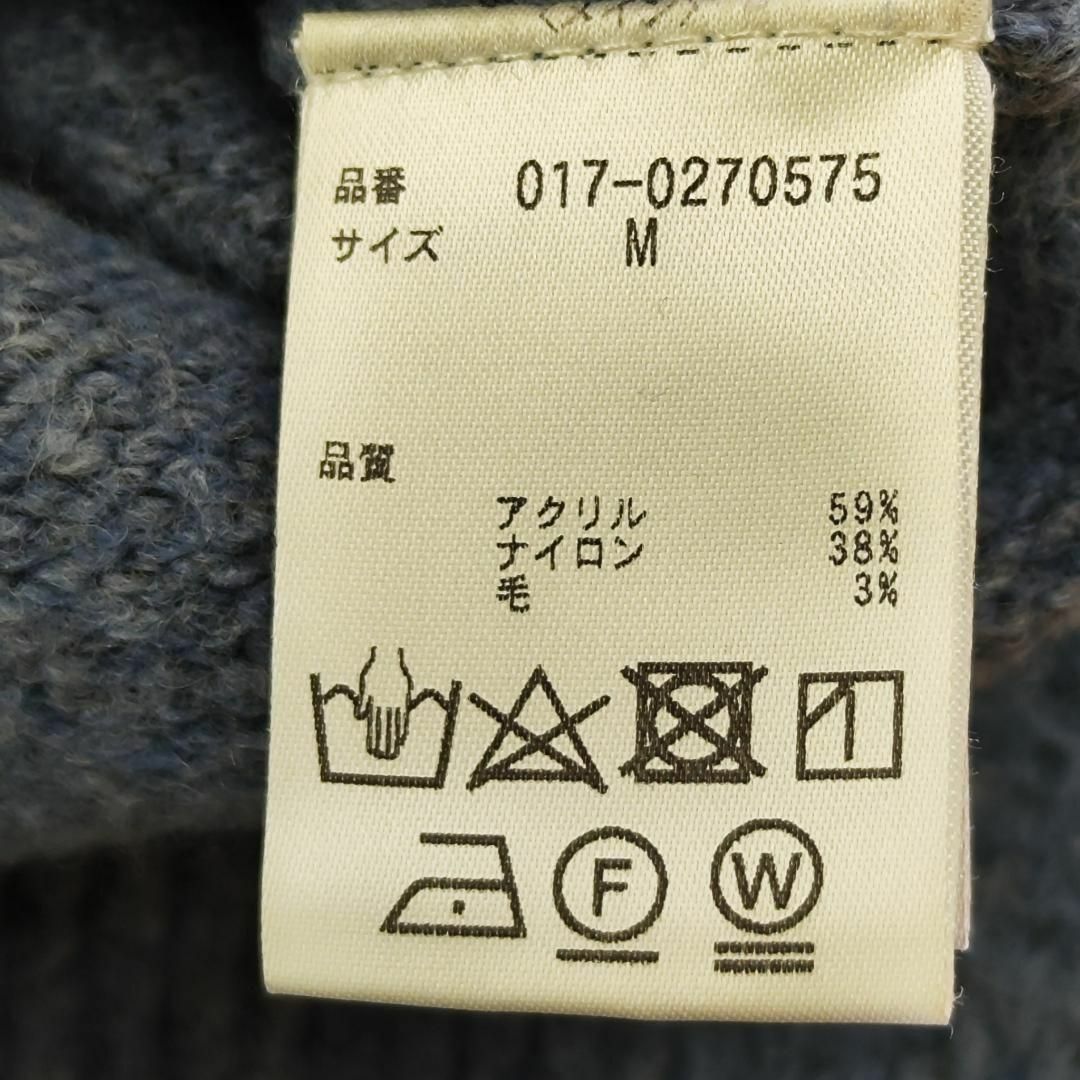 品番 017-0270575
サイズ M
品質
アクリル 59%
ナイロン 38%
毛 3%
F W